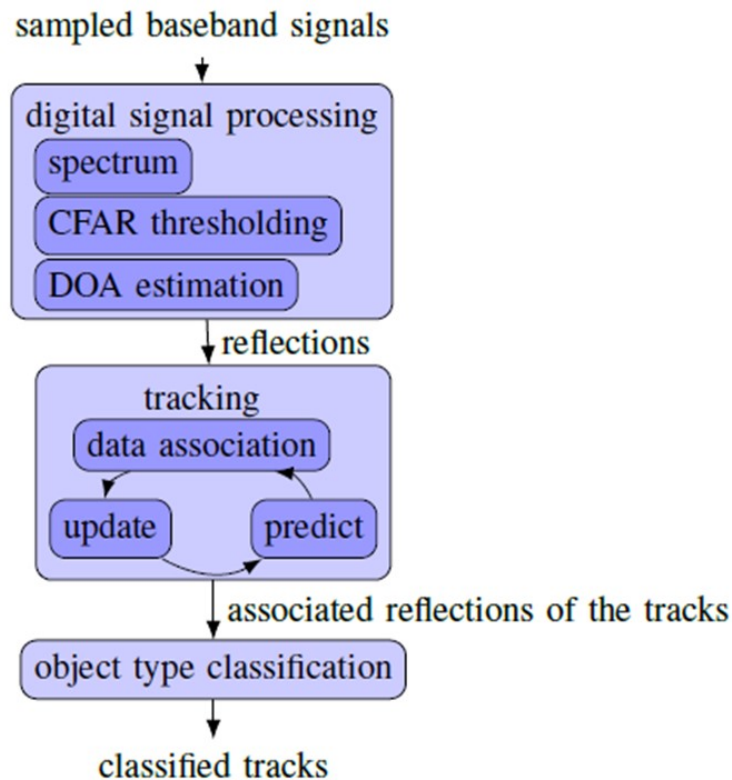 sampled baseband signals
digital signal processing
spectrum
CFAR thresholding
DOA estimation
reflections
tracking
data association
update predict
associated reflections of the tracks
object type classification
classified tracks